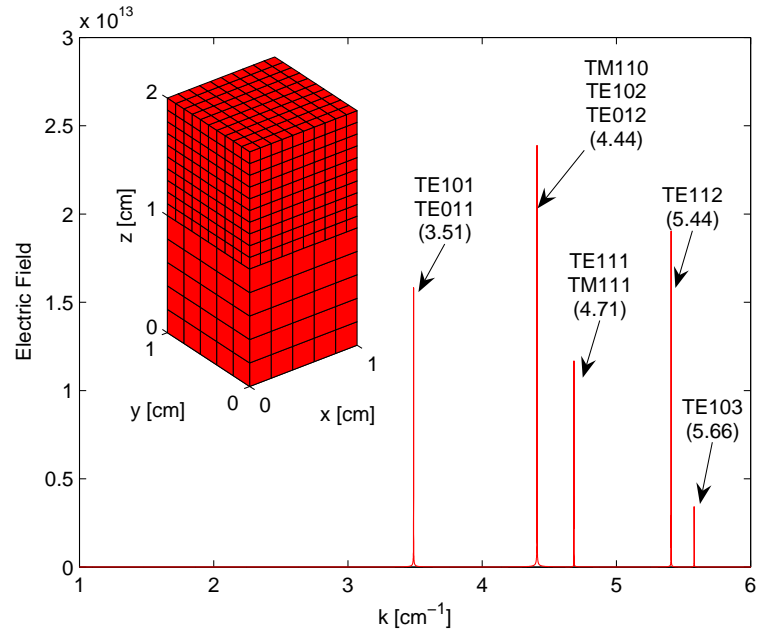 x 10^13
3
2.5
2
1.5
1
0.5
0
Electric Field
1
2
3
4
5
6
k [cm^−1]
2
1
0
z [cm]
1
0
y [cm]
0
1
x [cm]
TE101
TE011
(3.51)
TM110
TE102
TE012
(4.44)
TE111
TM111
(4.71)
TE112
(5.44)
TE103
(5.66)